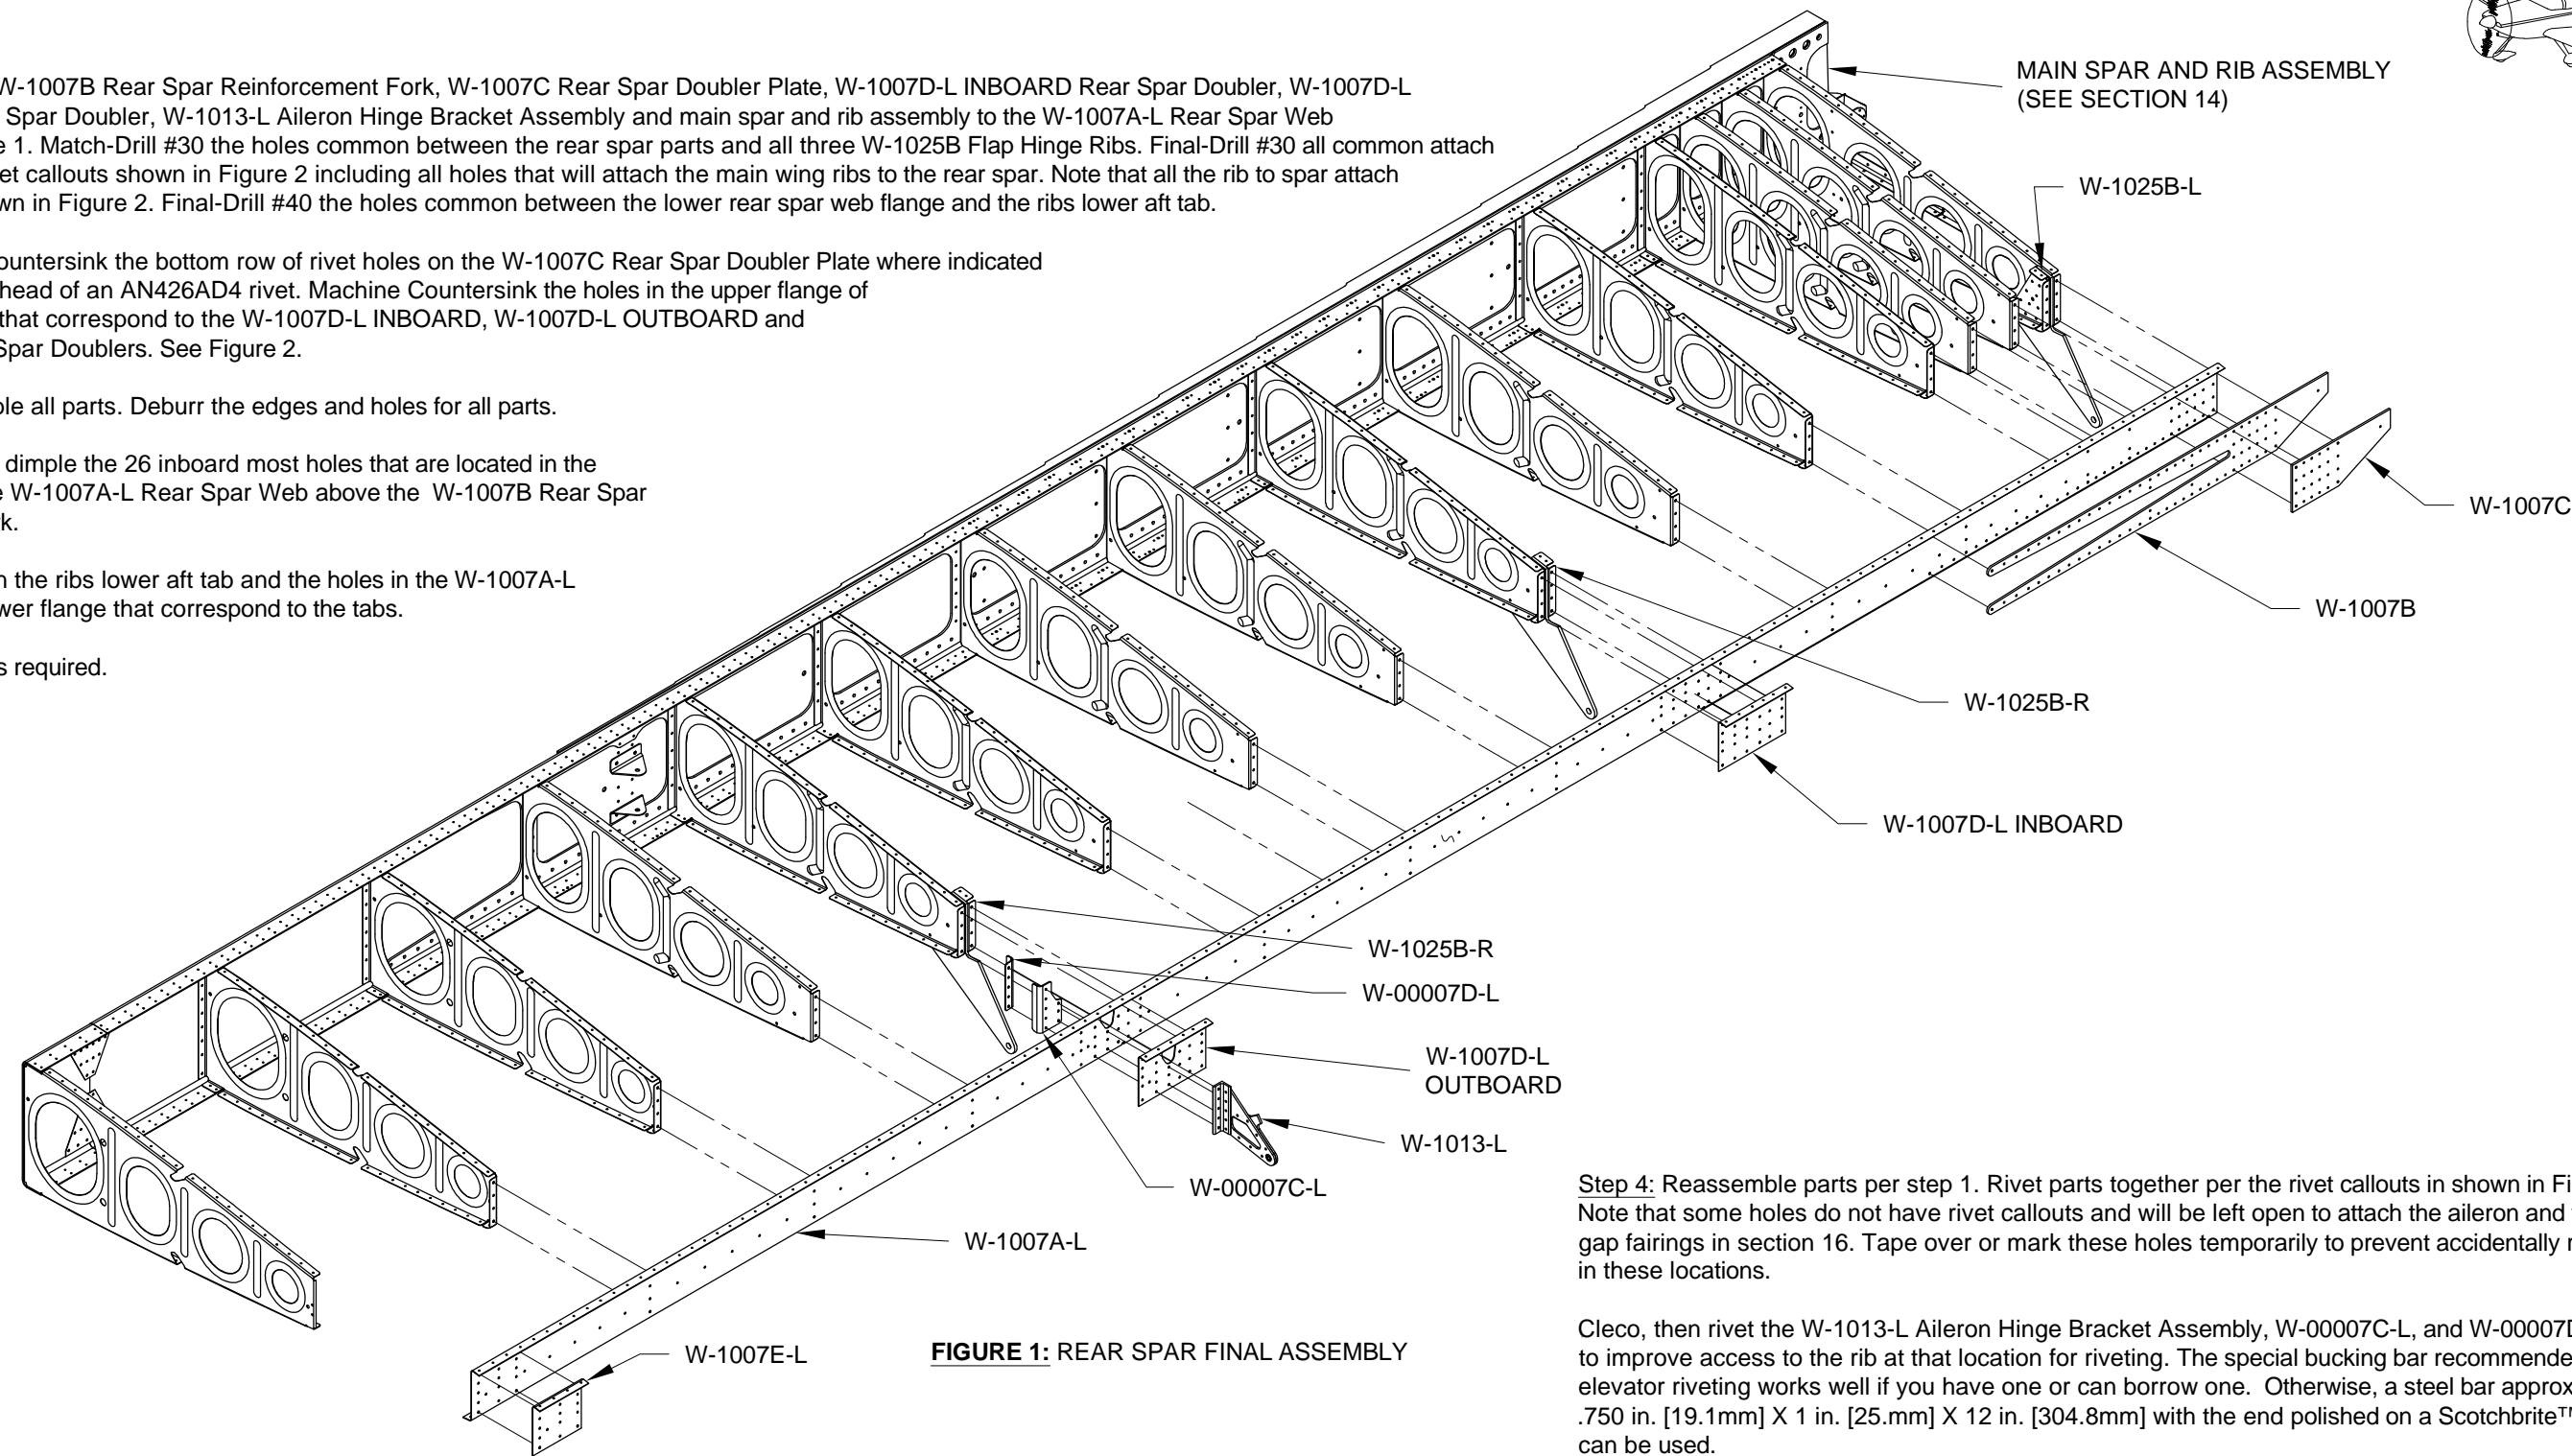 W-1007B Rear Spar Reinforcement Fork, W-1007C Rear Spar Doubler Plate, W-1007D-L INBOARD Rear Spar Doubler, W-1007D-L
Spar Doubler, W-1013-L Aileron Hinge Bracket Assembly and main spar and rib assembly to the W-1007A-L Rear Spar Web
1. Match-Drill #30 the holes common between the rear spar parts and all three W-1025B Flap Hinge Ribs. Final-Drill #30 all common attach
callouts shown in Figure 2 including all holes that will attach the main wing ribs to the rear spar. Note that all the rib to spar attach
in Figure 2. Final-Drill #40 the holes common between the lower rear spar web flange and the ribs lower aft tab.
the bottom row of rivet holes on the W-1007C Rear Spar Doubler Plate where indicated
head of an AN426AD4 rivet. Machine Countersink the holes in the upper flange of
that correspond to the W-1007D-L INBOARD, W-1007D-L OUTBOARD and
Spar Doublers. See Figure 2.
all parts. Deburr the edges and holes for all parts.
dimple the 26 inboard most holes that are located in the
W-1007A-L Rear Spar Web above the W-1007B Rear Spar
the ribs lower aft tab and the holes in the W-1007A-L
flange that correspond to the tabs.
required.
MAIN SPAR AND RIB ASSEMBLY
(SEE SECTION 14)
W-1025B-L
W-1007C
W-1007B
W-1025B-R
W-1007D-L INBOARD
W-1025B-R
W-00007D-L
W-1007D-L
OUTBOARD
W-1013-L
W-00007C-L
W-1007A-L
W-1007E-L
FIGURE 1: REAR SPAR FINAL ASSEMBLY
Step 4: Reassemble parts per step 1. Rivet parts together per the rivet callouts in shown in
Note that some holes do not have rivet callouts and will be left open to attach the aileron and
gap fairings in section 16. Tape over or mark these holes temporarily to prevent accidentally
in these locations.
Cleco, then rivet the W-1013-L Aileron Hinge Bracket Assembly, W-00007C-L, and W-00007D
to improve access to the rib at that location for riveting. The special bucking bar
elevator riveting works well if you have one or can borrow one. Otherwise, a steel bar
.750 in. [19.1mm] X 1 in. [25.mm] X 12 in. [304.8mm] with the end polished on a Scotchbrite™
can be used.